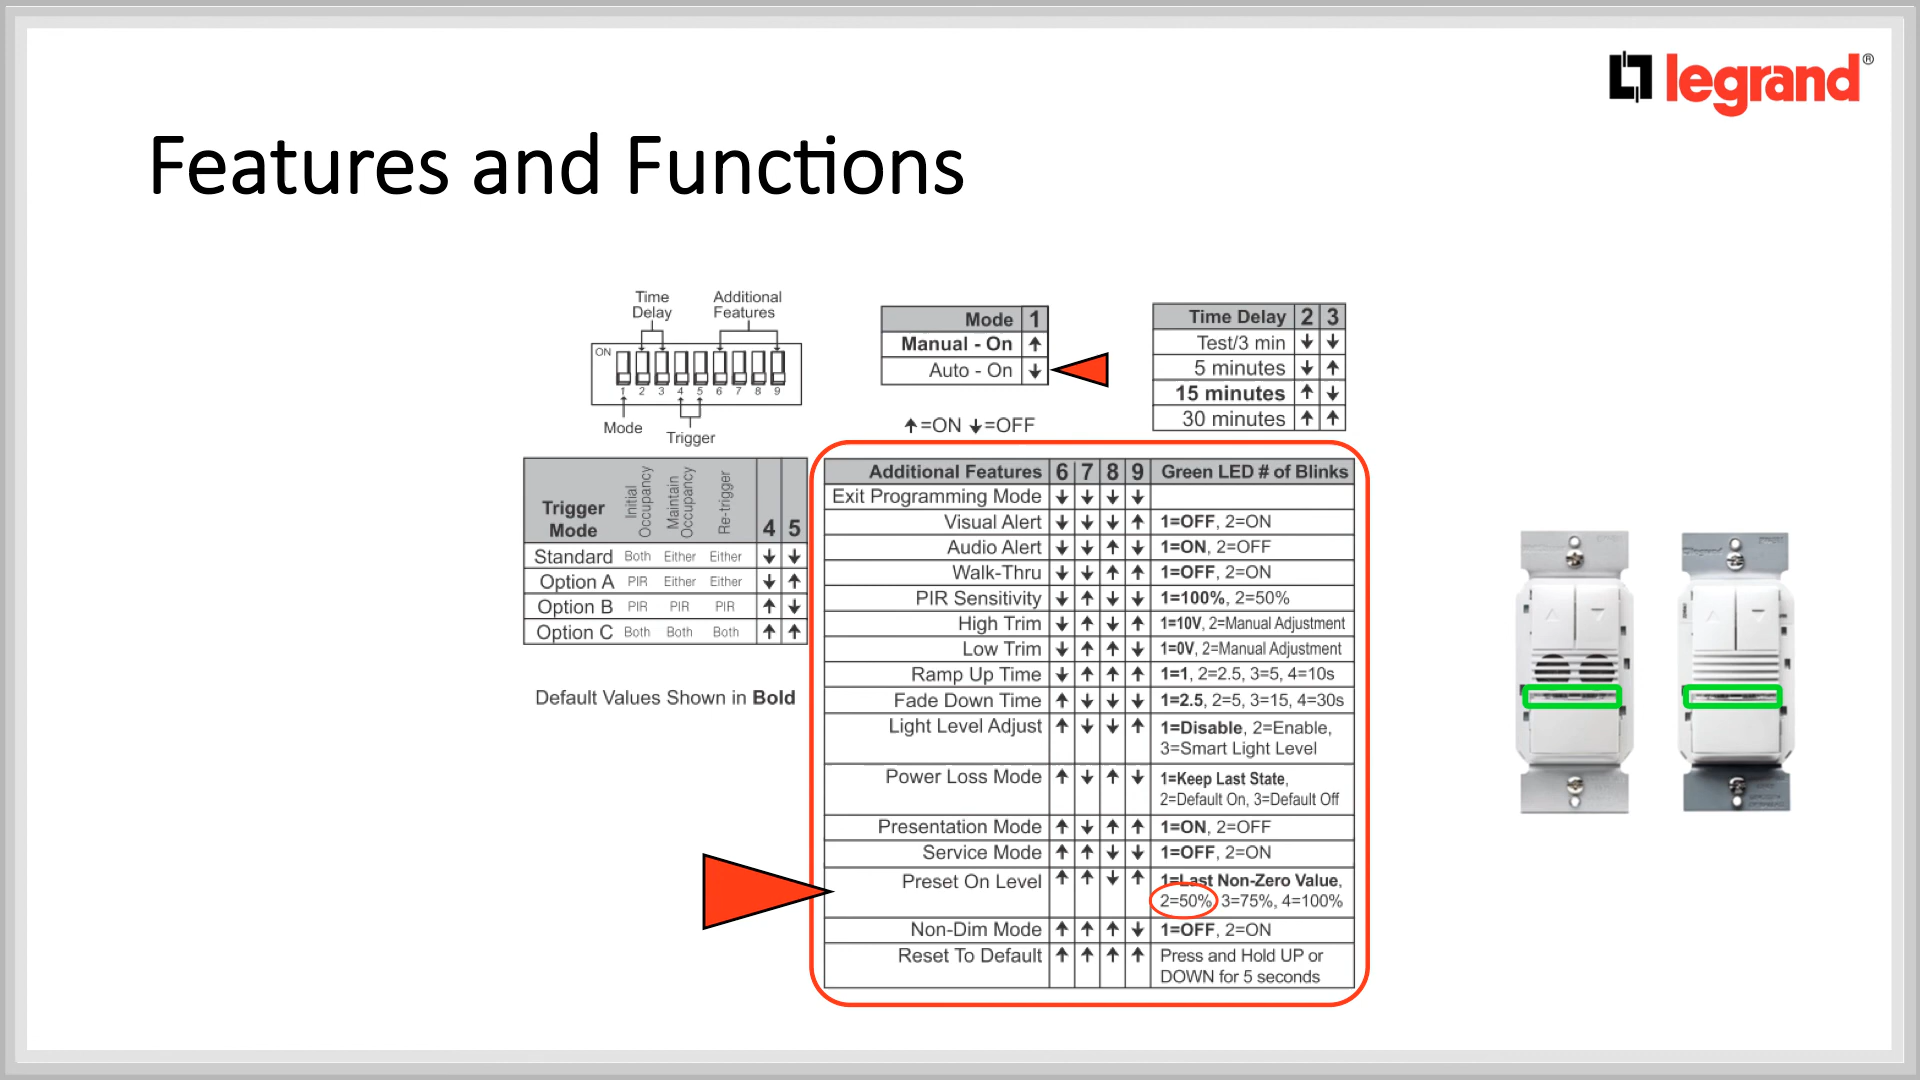 legrand®
Features and Functions
Time Delay
Additional Features
ON
1 2 3 4 5 6 7 8 9
Mode
Trigger
Mode 1
Manual - On ↑
Auto - On ↓
↑=ON ↓=OFF
Time Delay 2 3
Test/3 min ↓ ↓
5 minutes ↓ ↑
15 minutes ↑ ↓
30 minutes ↑ ↑
Trigger Mode Initial Occupancy Maintain Occupancy Re-trigger 4 5
Standard Both Either Either ↓ ↓
Option A PIR Either Either ↓ ↑
Option B PIR PIR PIR ↑ ↓
Option C Both Both Both ↑ ↑
Default Values Shown in Bold
Additional Features 6 7 8 9 Green LED # of Blinks
Exit Programming Mode ↓ ↓ ↓ ↓
Visual Alert ↓ ↓ ↓ ↑ 1=OFF, 2=ON
Audio Alert ↓ ↓ ↑ ↓ 1=ON, 2=OFF
Walk-Thru ↓ ↓ ↑ ↑ 1=OFF, 2=ON
PIR Sensitivity ↓ ↑ ↓ ↓ 1=100%, 2=50%
High Trim ↓ ↑ ↓ ↑ 1=10V, 2=Manual Adjustment
Low Trim ↓ ↑ ↑ ↓ 1=0V, 2=Manual Adjustment
Ramp Up Time ↓ ↑ ↑ ↑ 1=1, 2=2.5, 3=5, 4=10s
Fade Down Time ↑ ↓ ↓ ↓ 1=2.5, 2=5, 3=15, 4=30s
Light Level Adjust ↑ ↓ ↓ ↑ 1=Disable, 2=Enable,
3=Smart Light Level
Power Loss Mode ↑ ↓ ↑ ↓ 1=Keep Last State,
2=Default On, 3=Default Off
Presentation Mode ↑ ↓ ↑ ↑ 1=ON, 2=OFF
Service Mode ↑ ↑ ↓ ↓ 1=OFF, 2=ON
Preset On Level ↑ ↑ ↓ ↑ 1=Last Non-Zero Value,
2=50%, 3=75%, 4=100%
Non-Dim Mode ↑ ↑ ↑ ↓ 1=OFF, 2=ON
Reset To Default ↑ ↑ ↑ ↑ Press and Hold UP or
DOWN for 5 seconds